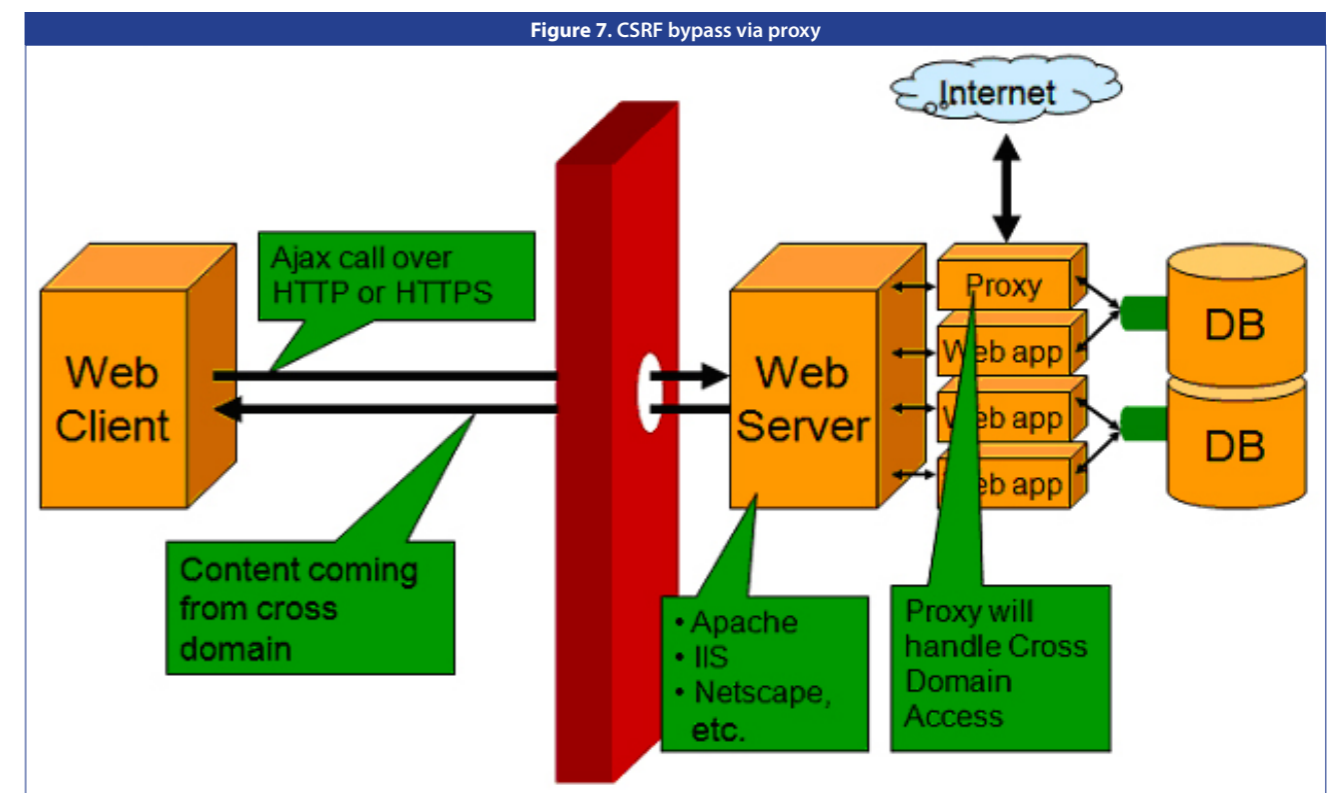 Figure 7. CSRF bypass via proxy
Internet
Ajax call over
HTTP or HTTPS
Web
Client
Web
Server
Proxy
Web app
Web app
Web app
DB
DB
Content coming
from cross
domain
• Apache
• IIS
• Netscape,
etc.
Proxy will
handle Cross
Domain
Access